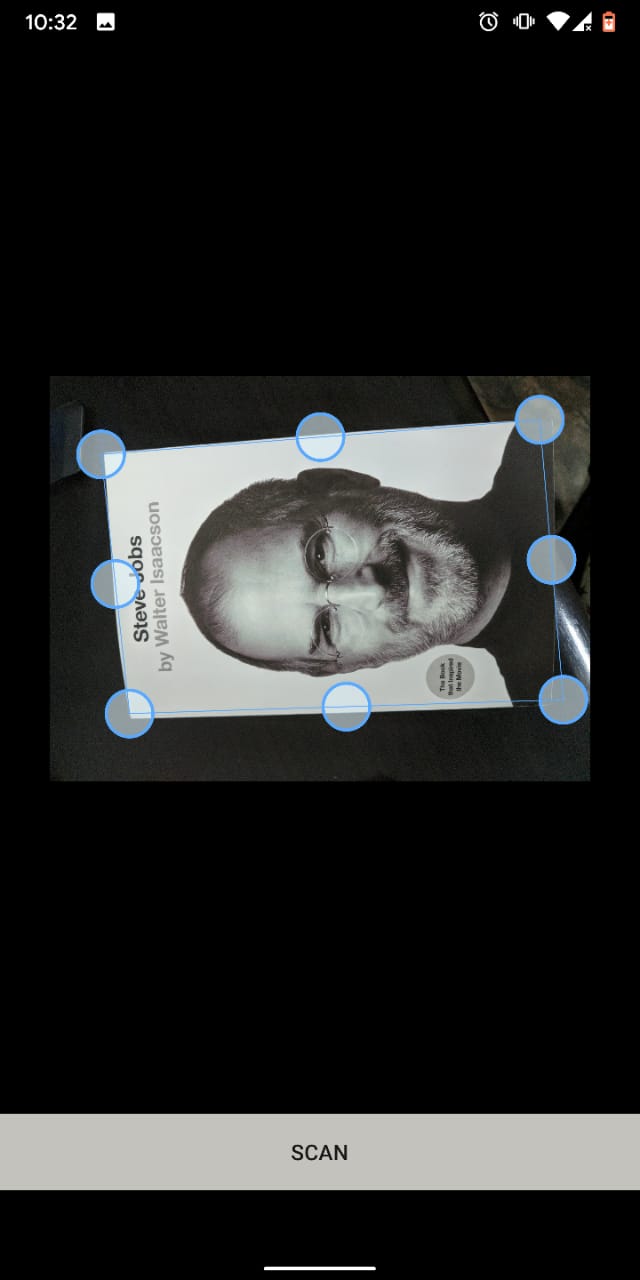 10:32
Steve Jobs
by Walter Isaacson
The Book
that Inspired
the Movie
SCAN